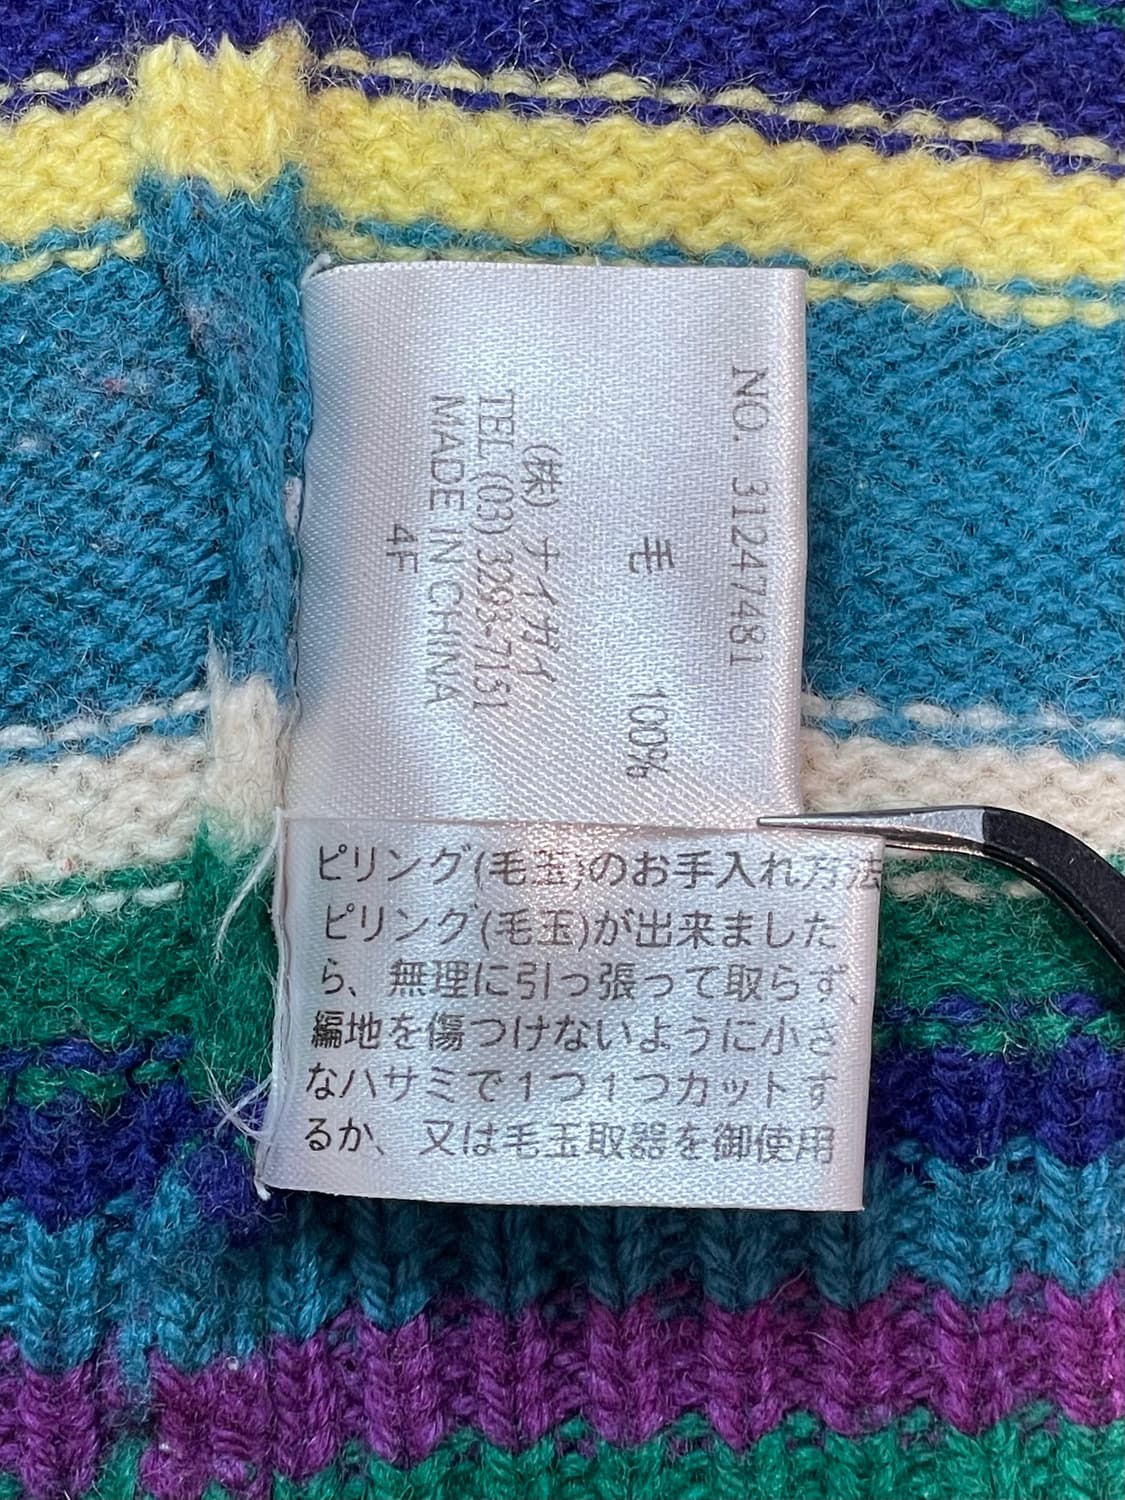 NO. 31247481
毛 100%
(株) ナイガイ
TEL (03) 3293-7151
MADE IN CHINA
4F
ピリング(毛玉)のお手入れ方法
ピリング(毛玉)が出来ました
ら、無理に引っ張って取らず、
編地を傷つけないように小さ
なハサミで1つ1つカットす
るか、又は毛玉取器を御使用